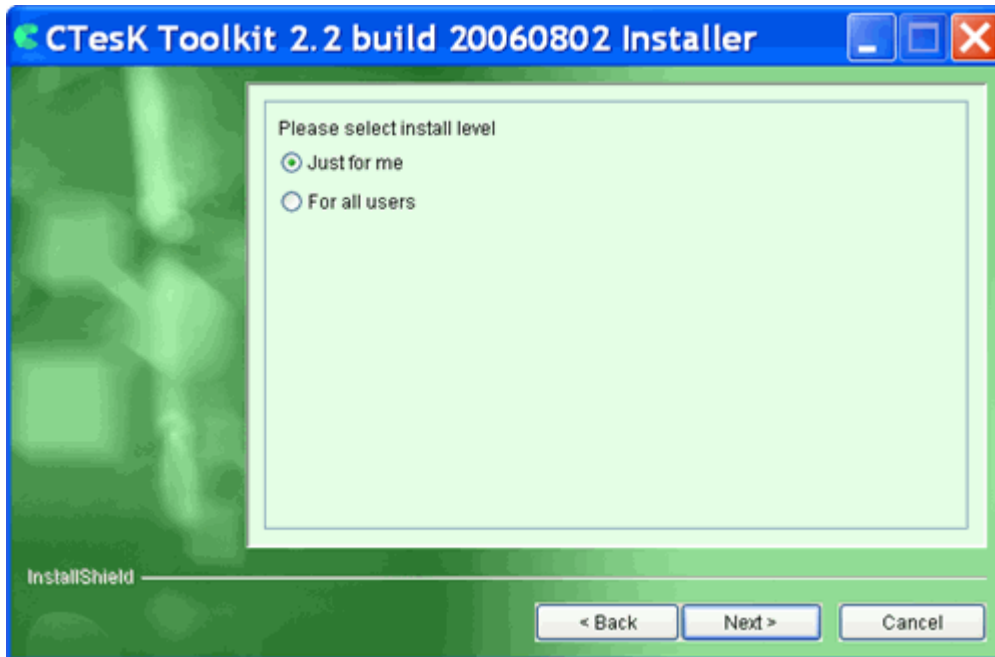 CTesK Toolkit 2.2 build 20060802 Installer
Please select install level
Just for me
For all users
InstallShield
< Back Next > Cancel